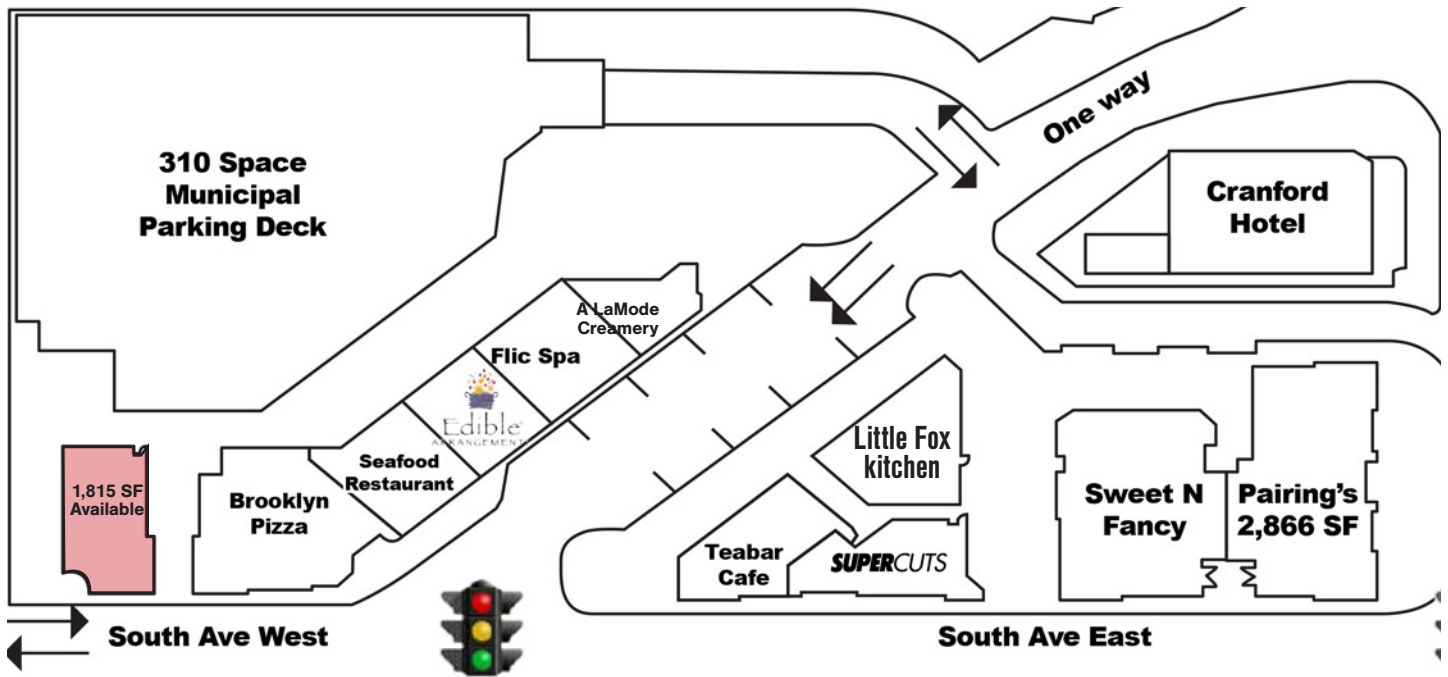 One way
310 Space
Municipal
Parking Deck
Cranford
Hotel
A LaMode
Creamery
Flic Spa
Edible
ARRANGEMENTS
Seafood
Restaurant
Brooklyn
Pizza
1,815 SF
Available
Little Fox
kitchen
Teabar
Cafe
SUPERCUTS
Sweet N
Fancy
Pairing's
2,866 SF
South Ave West
South Ave East